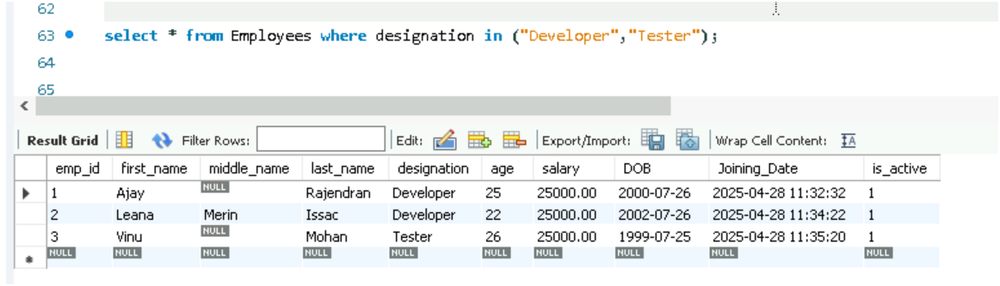 62
63 select * from Employees where designation in ("Developer","Tester");
64
65
Result Grid Filter Rows: Edit: Export/Import: Wrap Cell Content: IA
emp_id first_name middle_name last_name designation age salary DOB Joining_Date is_active
1 Ajay NULL Rajendran Developer 25 25000.00 2000-07-26 2025-04-28 11:32:32 1
2 Leana Merin Issac Developer 22 25000.00 2002-07-26 2025-04-28 11:34:22 1
3 Vinu NULL Mohan Tester 26 25000.00 1999-07-25 2025-04-28 11:35:20 1
NULL NULL NULL NULL NULL NULL NULL NULL NULL NULL